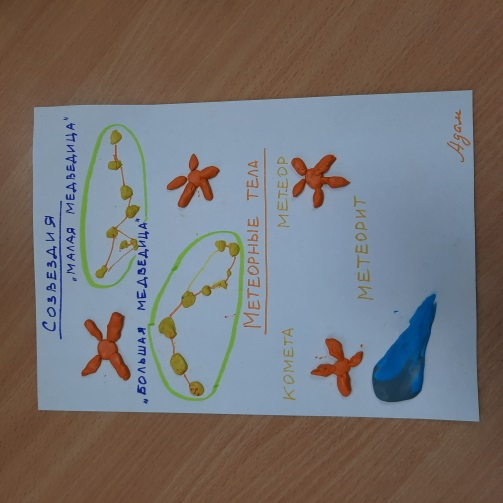 СОЗВЕЗДИЯ
„МАЛАЯ МЕДВЕДИЦА"
„БОЛЬШАЯ МЕДВЕДИЦА"
МЕТЕОРНЫЕ ТЕЛА
КОМЕТА МЕТЕОР
МЕТЕОРИТ
Адам